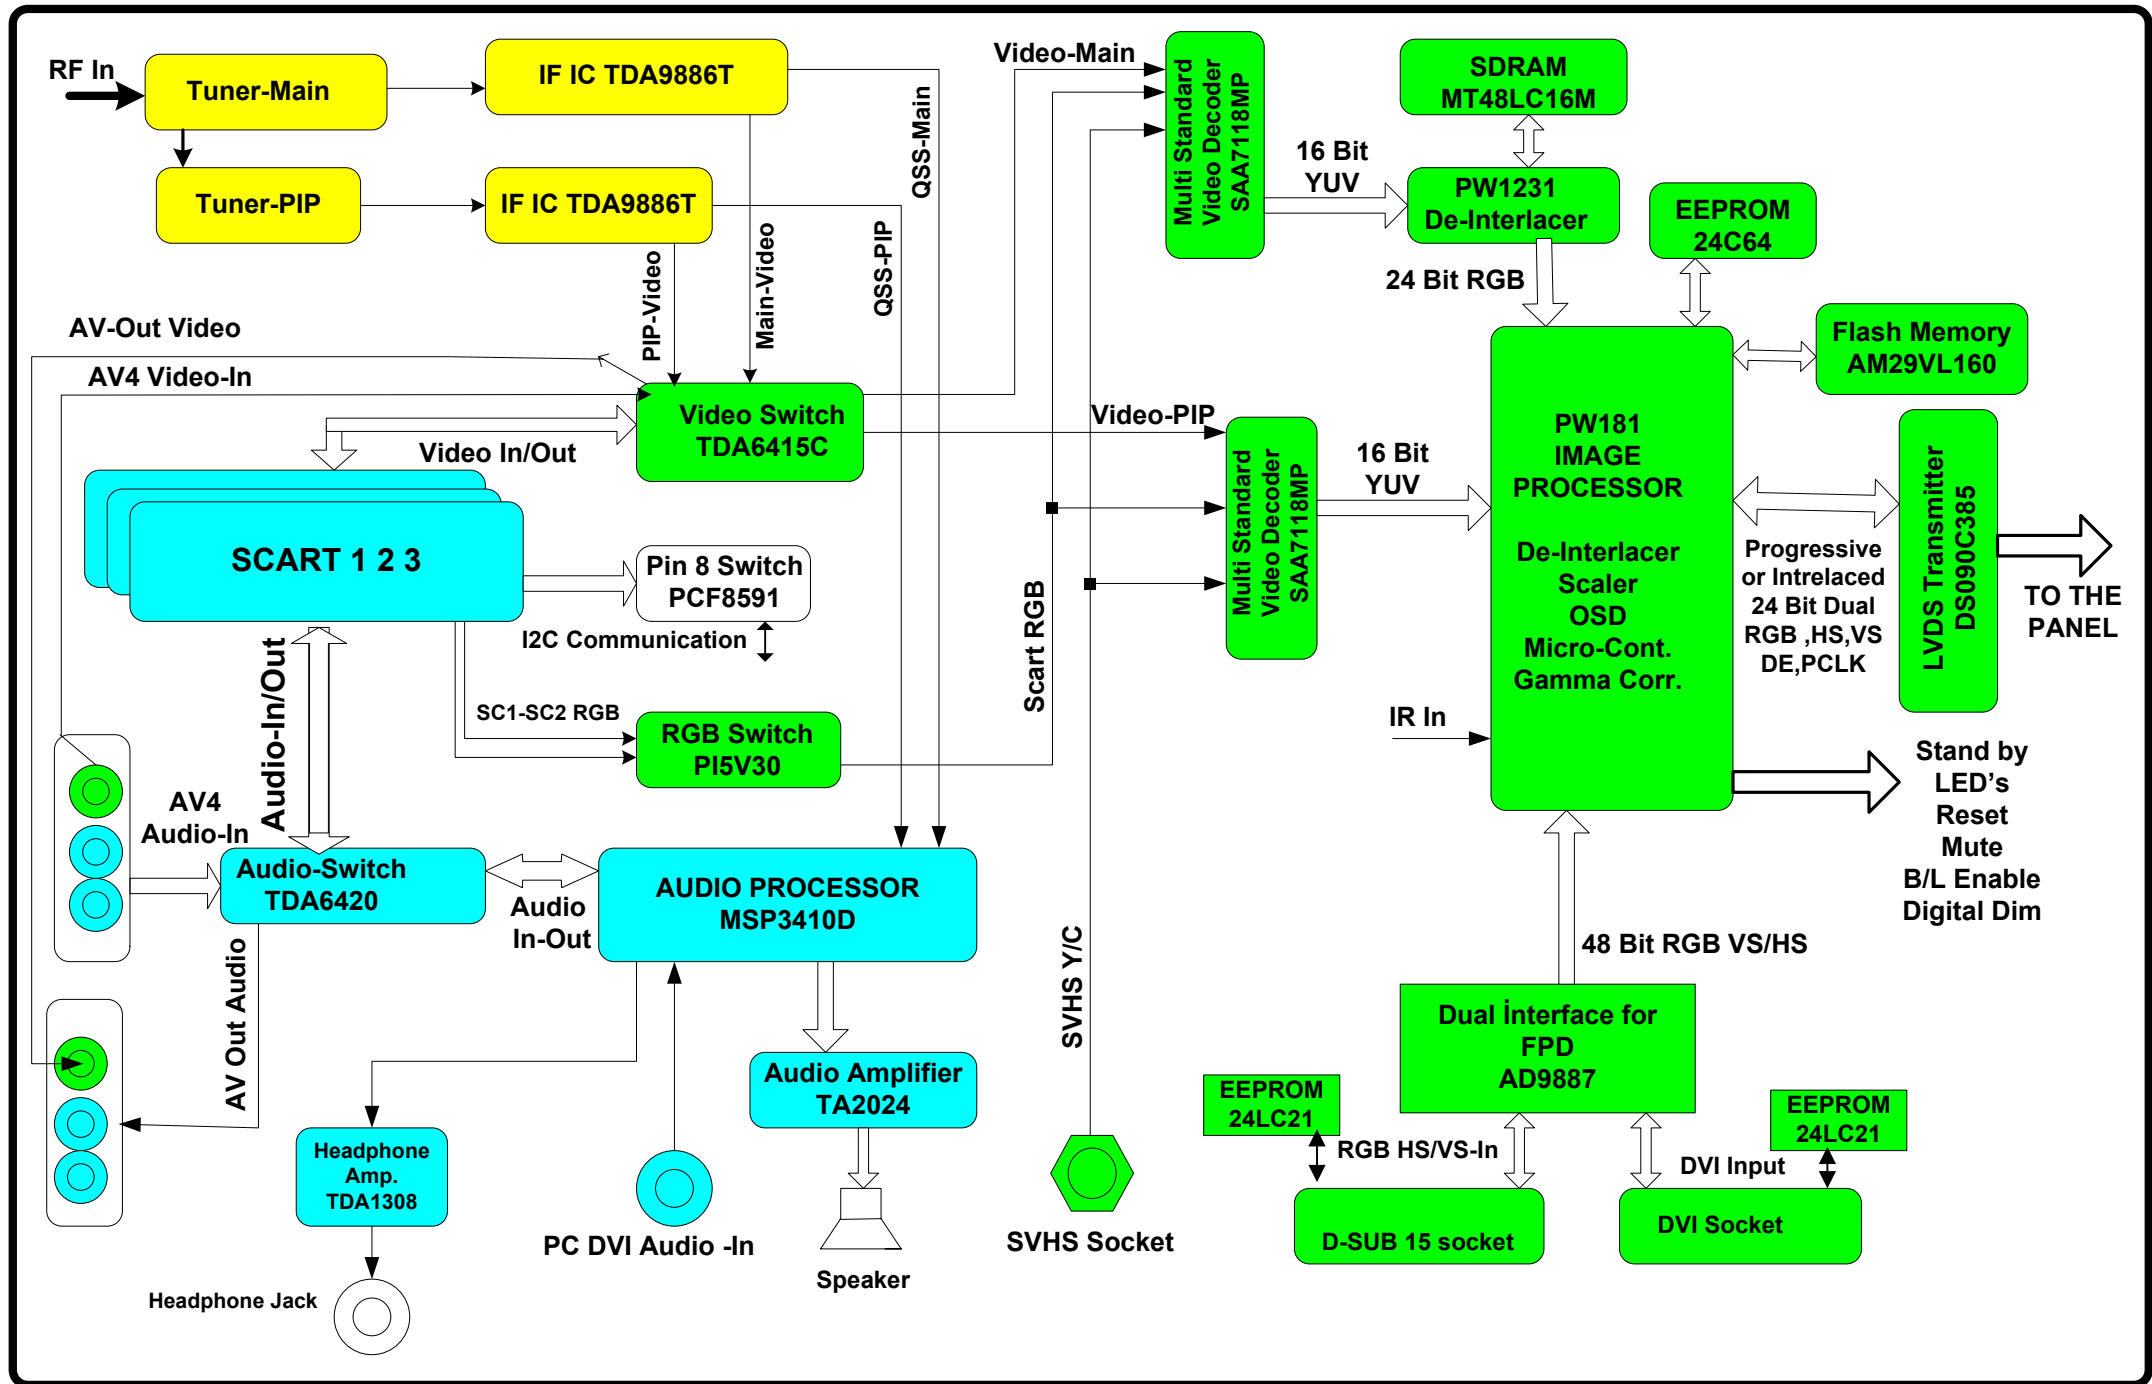 RF In
Tuner-Main
IF IC TDA9886T
Tuner-PIP
IF IC TDA9886T
QSS-Main
QSS-PIP
PIP-Video
Main-Video
Video-Main
Multi Standard
Video Decoder
SAA7118MP
16 Bit
YUV
SDRAM
MT48LC16M
PW1231
De-Interlacer
EEPROM
24C64
24 Bit RGB
Flash Memory
AM29VL160
AV-Out Video
AV4 Video-In
Video Switch
TDA6415C
Video In/Out
Video-PIP
Multi Standard
Video Decoder
SAA7118MP
16 Bit
YUV
PW181
IMAGE
PROCESSOR
De-Interlacer
Scaler
OSD
Micro-Cont.
Gamma Corr.
Progressive
or Intrelaced
24 Bit Dual
RGB ,HS,VS
DE,PCLK
LVDS Transmitter
DS090C385
TO THE
PANEL
SCART 1 2 3
Pin 8 Switch
PCF8591
I2C Communication
Audio-In/Out
SC1-SC2 RGB
RGB Switch
PI5V30
Scart RGB
IR In
Stand by
LED's
Reset
Mute
B/L Enable
Digital Dim
AV4
Audio-In
Audio-Switch
TDA6420
Audio
In-Out
AUDIO PROCESSOR
MSP3410D
AV Out Audio
SVHS Y/C
48 Bit RGB VS/HS
Dual İnterface for
FPD
AD9887
Audio Amplifier
TA2024
EEPROM
24LC21
RGB HS/VS-In
DVI Input
EEPROM
24LC21
Headphone
Amp.
TDA1308
PC DVI Audio -In
SVHS Socket
D-SUB 15 socket
DVI Socket
Speaker
Headphone Jack